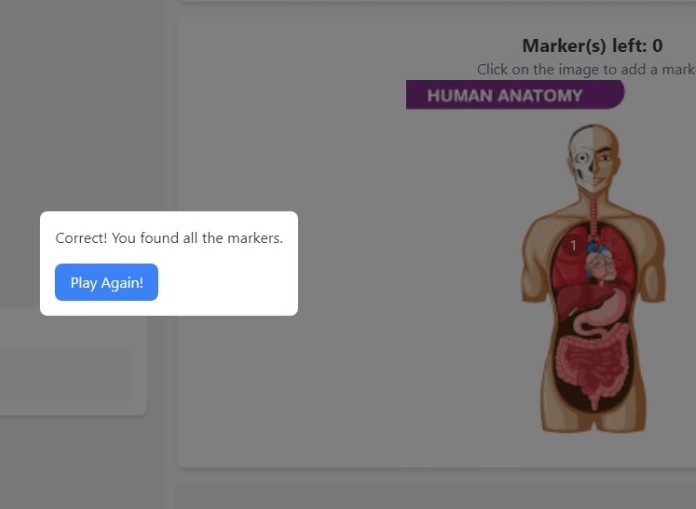 Marker(s) left: 0
Click on the image to add a mark
HUMAN ANATOMY
1
Correct! You found all the markers.
Play Again!